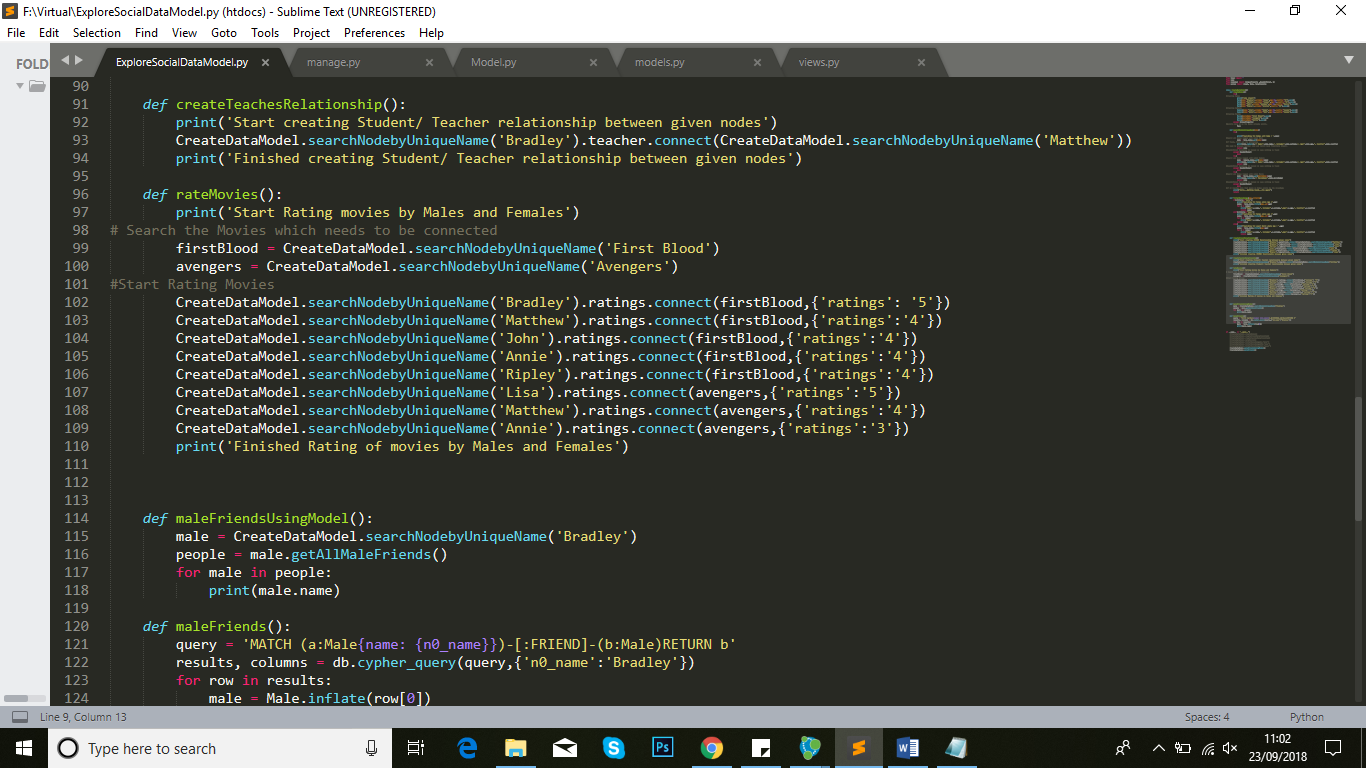 F:\Virtual\ExploreSocialDataModel.py (htdocs) - Sublime Text (UNREGISTERED)
File Edit Selection Find View Goto Tools Project Preferences Help
FOLD
ExploreSocialDataModel.py × manage.py × Model.py × models.py × views.py ×
90
91 def createTeachesRelationship():
92 print('Start creating Student/ Teacher relationship between given nodes')
93 CreateDataModel.searchNodebyUniqueName('Bradley').teacher.connect(CreateDataModel.searchNodebyUniqueName('Matthew'))
94 print('Finished creating Student/ Teacher relationship between given nodes')
95
96 def rateMovies():
97 print('Start Rating movies by Males and Females')
98 # Search the Movies which needs to be connected
99 firstBlood = CreateDataModel.searchNodebyUniqueName('First Blood')
100 avengers = CreateDataModel.searchNodebyUniqueName('Avengers')
101 #Start Rating Movies
102 CreateDataModel.searchNodebyUniqueName('Bradley').ratings.connect(firstBlood,{'ratings': '5'})
103 CreateDataModel.searchNodebyUniqueName('Matthew').ratings.connect(firstBlood,{'ratings':'4'})
104 CreateDataModel.searchNodebyUniqueName('John').ratings.connect(firstBlood,{'ratings':'4'})
105 CreateDataModel.searchNodebyUniqueName('Annie').ratings.connect(firstBlood,{'ratings':'4'})
106 CreateDataModel.searchNodebyUniqueName('Ripley').ratings.connect(firstBlood,{'ratings':'4'})
107 CreateDataModel.searchNodebyUniqueName('Lisa').ratings.connect(avengers,{'ratings':'5'})
108 CreateDataModel.searchNodebyUniqueName('Matthew').ratings.connect(avengers,{'ratings':'4'})
109 CreateDataModel.searchNodebyUniqueName('Annie').ratings.connect(avengers,{'ratings':'3'})
110 print('Finished Rating of movies by Males and Females')
111
112
113
114 def maleFriendsUsingModel():
115 male = CreateDataModel.searchNodebyUniqueName('Bradley')
116 people = male.getAllMaleFriends()
117 for male in people:
118 print(male.name)
119
120 def maleFriends():
121 query = 'MATCH (a:Male{name: {n0_name}})-[:FRIEND]-(b:Male)RETURN b'
122 results, columns = db.cypher_query(query,{'n0_name':'Bradley'})
123 for row in results:
124 male = Male.inflate(row[0])
Line 9, Column 13 Spaces: 4 Python
Type here to search
Ps
11:02
23/09/2018